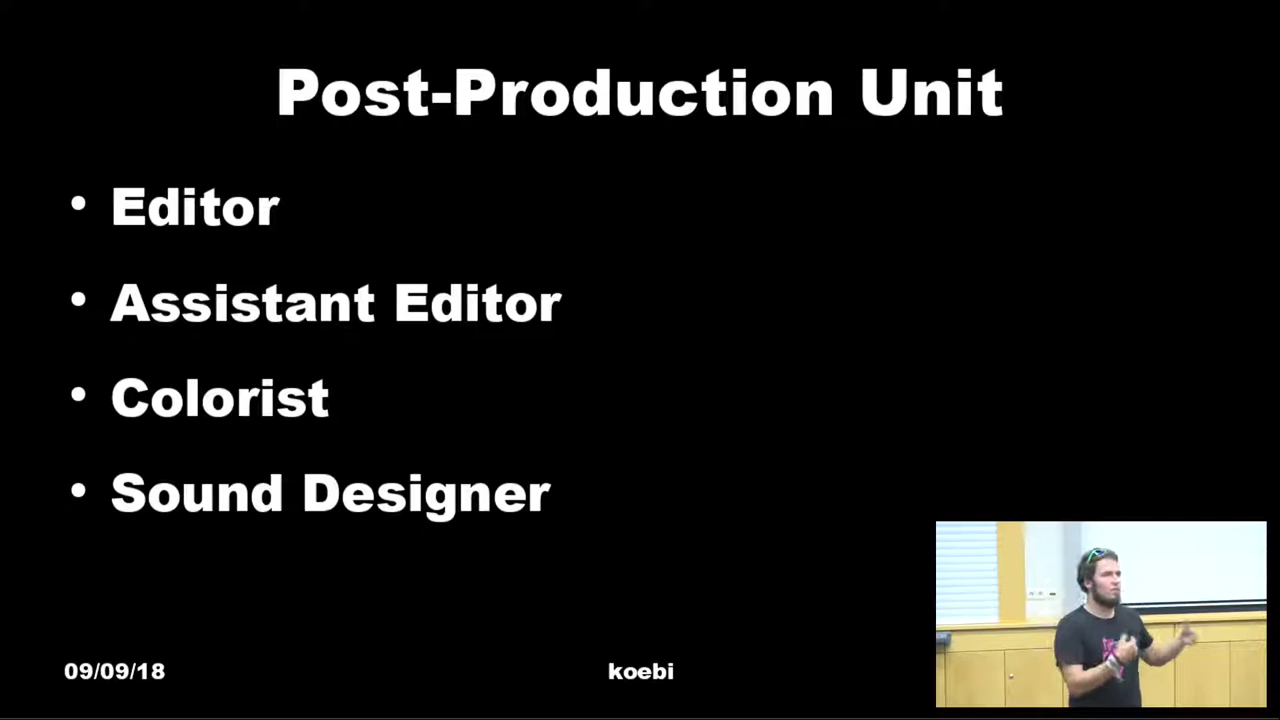 Post-Production Unit
• Editor
• Assistant Editor
• Colorist
• Sound Designer
09/09/18
koebi